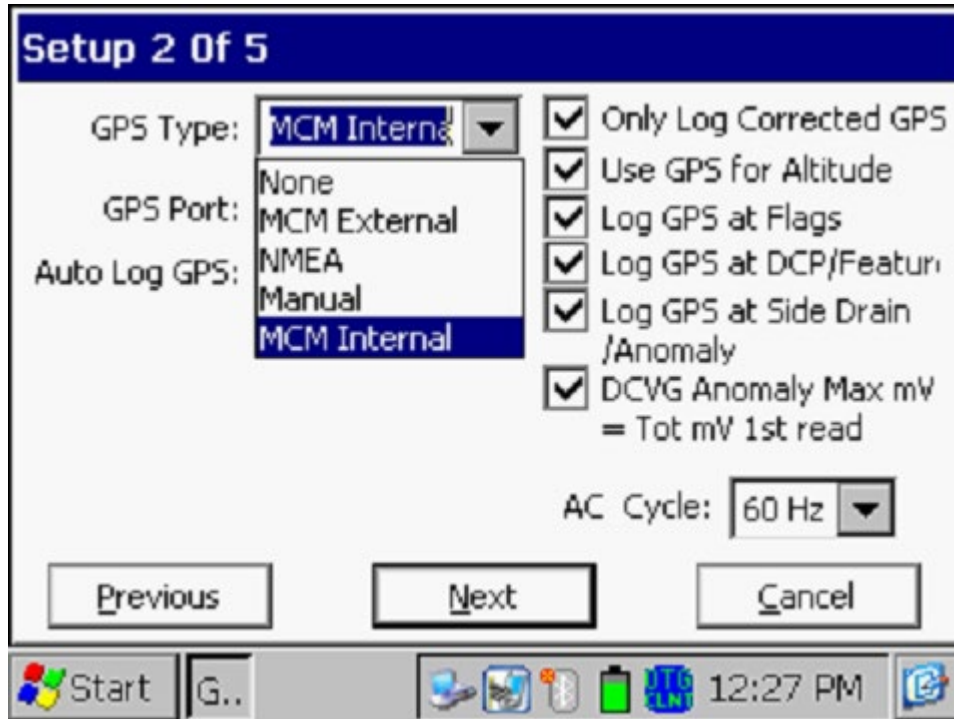 Setup 2 Of 5
GPS Type:
MCM Interna
None
MCM External
NMEA
Manual
MCM Internal
GPS Port:
Auto Log GPS:
Only Log Corrected GPS
Use GPS for Altitude
Log GPS at Flags
Log GPS at DCP/Featur
Log GPS at Side Drain
/Anomaly
DCVG Anomaly Max mV
= Tot mV 1st read
AC Cycle:
60 Hz
Previous
Next
Cancel
Start
G..
DTG
CLNT
12:27 PM